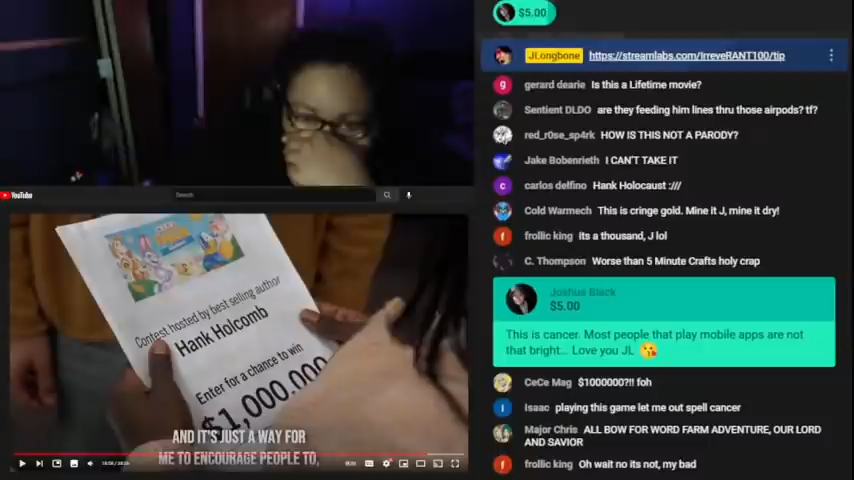 $5.00
JLongbone https://streamlabs.com/IrreveRANT100/tip
gerard dearie Is this a Lifetime movie?
Sentient DLDO are they feeding him lines thru those airpods? tf?
red_r0se_sp4rk HOW IS THIS NOT A PARODY?
Jake Bobenrieth I CAN'T TAKE IT
carlos delfino Hank Holocaust :///
Cold Warmech This is cringe gold. Mine it J, mine it dry!
frollic king its a thousand, J lol
C. Thompson Worse than 5 Minute Crafts holy crap
Joshua Black
$5.00
This is cancer. Most people that play mobile apps are not
that bright... Love you JL
CeCe Mag $1000000?!! foh
Isaac playing this game let me out spell cancer
Major Chris ALL BOW FOR WORD FARM ADVENTURE, OUR LORD
AND SAVIOR
frollic king Oh wait no its not, my bad
YouTube
Search
Contest hosted by best selling author
Hank Holcomb
Enter for a chance to win
$1,000,000
AND IT'S JUST A WAY FOR
ME TO ENCOURAGE PEOPLE TO,